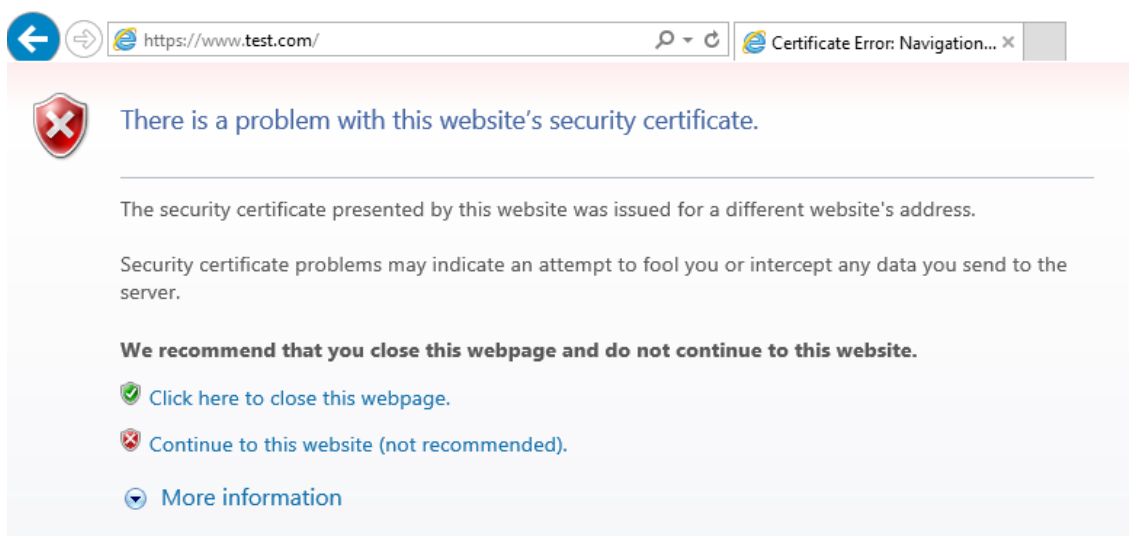 https://www.test.com/
Certificate Error: Navigation...
There is a problem with this website's security certificate.
The security certificate presented by this website was issued for a different website's address.
Security certificate problems may indicate an attempt to fool you or intercept any data you send to the
server.
We recommend that you close this webpage and do not continue to this website.
Click here to close this webpage.
Continue to this website (not recommended).
More information